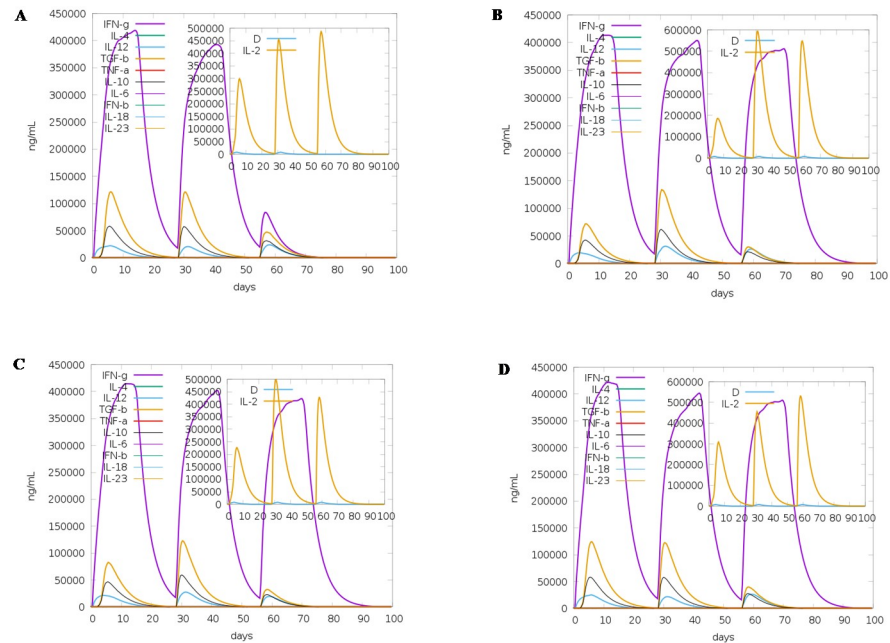 A
450000
400000
350000
300000
250000
200000
150000
100000
50000
0
ng/mL
IFN-g
IL-4
IL-12
TGF-b
TNF-a
IL-10
IL-6
IFN-b
IL-18
IL-23
0 10 20 30 40 50 60 70 80 90 100
days
500000
450000
400000
350000
300000
250000
200000
150000
100000
50000
0
D
IL-2
0 10 20 30 40 50 60 70 80 90 100
B
450000
400000
350000
300000
250000
200000
150000
100000
50000
0
ng/mL
IFN-g
IL-4
IL-12
TGF-b
TNF-a
IL-10
IL-6
IFN-b
IL-18
IL-23
0 10 20 30 40 50 60 70 80 90 100
days
600000
500000
400000
300000
200000
100000
0
D
IL-2
0 10 20 30 40 50 60 70 80 90 100
C
450000
400000
350000
300000
250000
200000
150000
100000
50000
0
ng/mL
IFN-g
IL-4
IL-12
TGF-b
TNF-a
IL-10
IL-6
IFN-b
IL-18
IL-23
0 10 20 30 40 50 60 70 80 90 100
days
500000
450000
400000
350000
300000
250000
200000
150000
100000
50000
0
D
IL-2
0 10 20 30 40 50 60 70 80 90 100
D
450000
400000
350000
300000
250000
200000
150000
100000
50000
0
ng/mL
IFN-g
IL-4
IL-12
TGF-b
TNF-a
IL-10
IL-6
IFN-b
IL-18
IL-23
0 10 20 30 40 50 60 70 80 90 100
days
600000
500000
400000
300000
200000
100000
0
D
IL-2
0 10 20 30 40 50 60 70 80 90 100